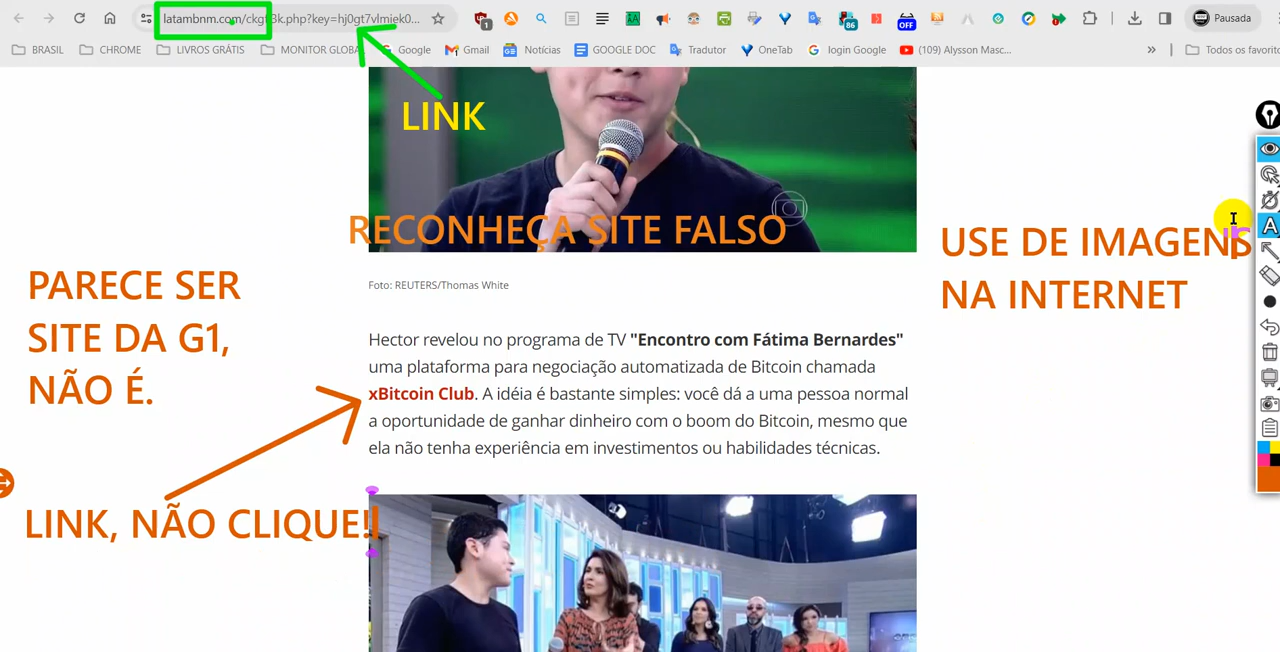 latambnm.com/ckgt3k.php?key=hj0gt7vlmiek0...
1
86
OFF
Pausada
BRASIL
CHROME
LIVROS GRÁTIS
MONITOR GLOBA
Google
Gmail
Notícias
GOOGLE DOC
Tradutor
OneTab
login Google
(109) Alysson Masc...
»
Todos os favorito
LINK
RECONHEÇA SITE FALSO
USE DE IMAGENS
NA INTERNET
PARECE SER
SITE DA G1,
NÃO É.
LINK, NÃO CLIQUE!!
Foto: REUTERS/Thomas White
Hector revelou no programa de TV "Encontro com Fátima Bernardes"
uma plataforma para negociação automatizada de Bitcoin chamada
xBitcoin Club. A idéia é bastante simples: você dá a uma pessoa normal
a oportunidade de ganhar dinheiro com o boom do Bitcoin, mesmo que
ela não tenha experiência em investimentos ou habilidades técnicas.